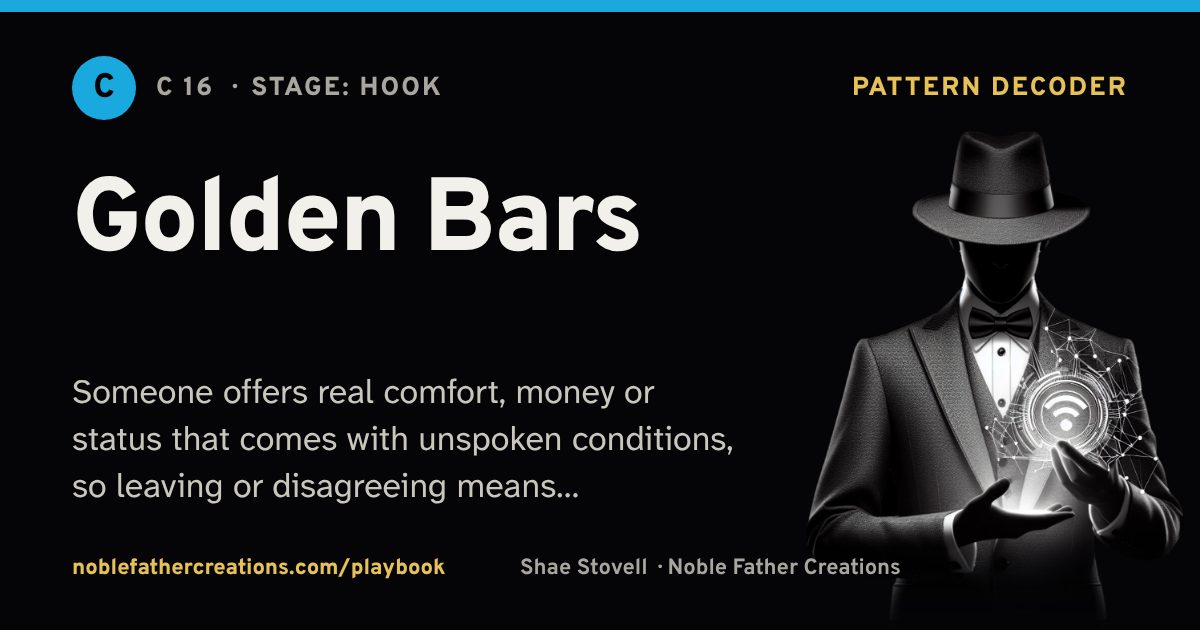 C
C 16 · STAGE: HOOK
PATTERN DECODER
Golden Bars
Someone offers real comfort, money or
status that comes with unspoken conditions,
so leaving or disagreeing means...
noblefathercreations.com/playbook
Shae Stovell · Noble Father Creations